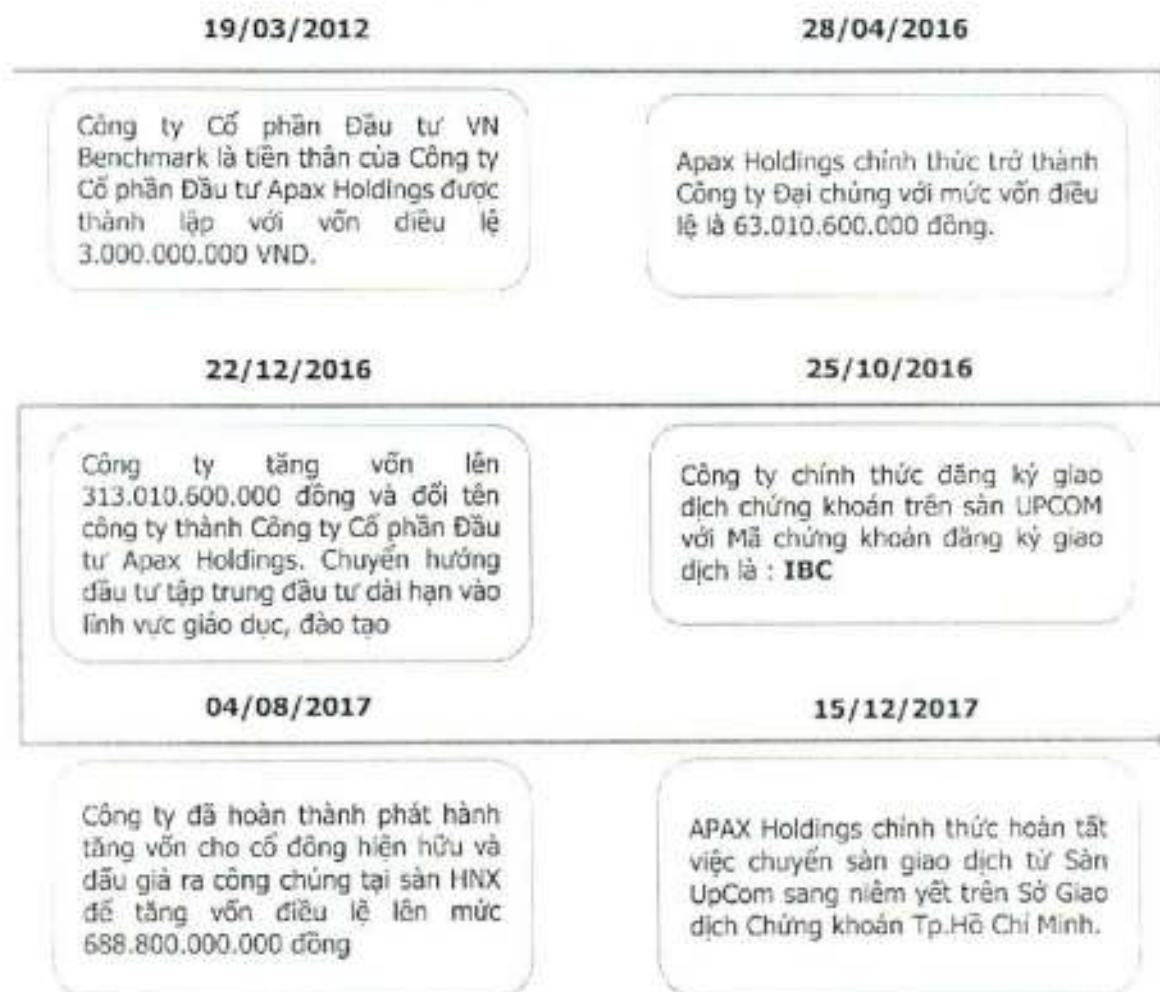 19/03/2012
Công ty Cổ phần Đầu tư VN
Benchmark là tiền thân của Công ty
Cổ phần Đầu tư Apax Holdings được
thành lập với vốn điều lệ
3.000.000.000 VND.
28/04/2016
Apax Holdings chính thức trở thành
Công ty Đại chúng với mức vốn điều
lệ là 63.010.600.000 đồng.
25/10/2016
Công ty chính thức đăng ký giao
dịch chứng khoán trên sàn UPCOM
với Mã chứng khoán đăng ký giao
dịch là : IBC
22/12/2016
Công ty tăng vốn lên
313.010.600.000 đồng và đổi tên
công ty thành Công ty Cổ phần Đầu
tư Apax Holdings. Chuyển hướng
đầu tư tập trung đầu tư dài hạn vào
lĩnh vực giáo dục, đào tạo
04/08/2017
Công ty đã hoàn thành phát hành
tăng vốn cho cổ đông hiện hữu và
đấu giá ra công chúng tại sàn HNX
để tăng vốn điều lệ lên mức
688.800.000.000 đồng
15/12/2017
APAX Holdings chính thức hoàn tất
việc chuyển sàn giao dịch từ Sàn
UpCom sang niêm yết trên Sở Giao
dịch Chứng khoán Tp.Hồ Chí Minh.